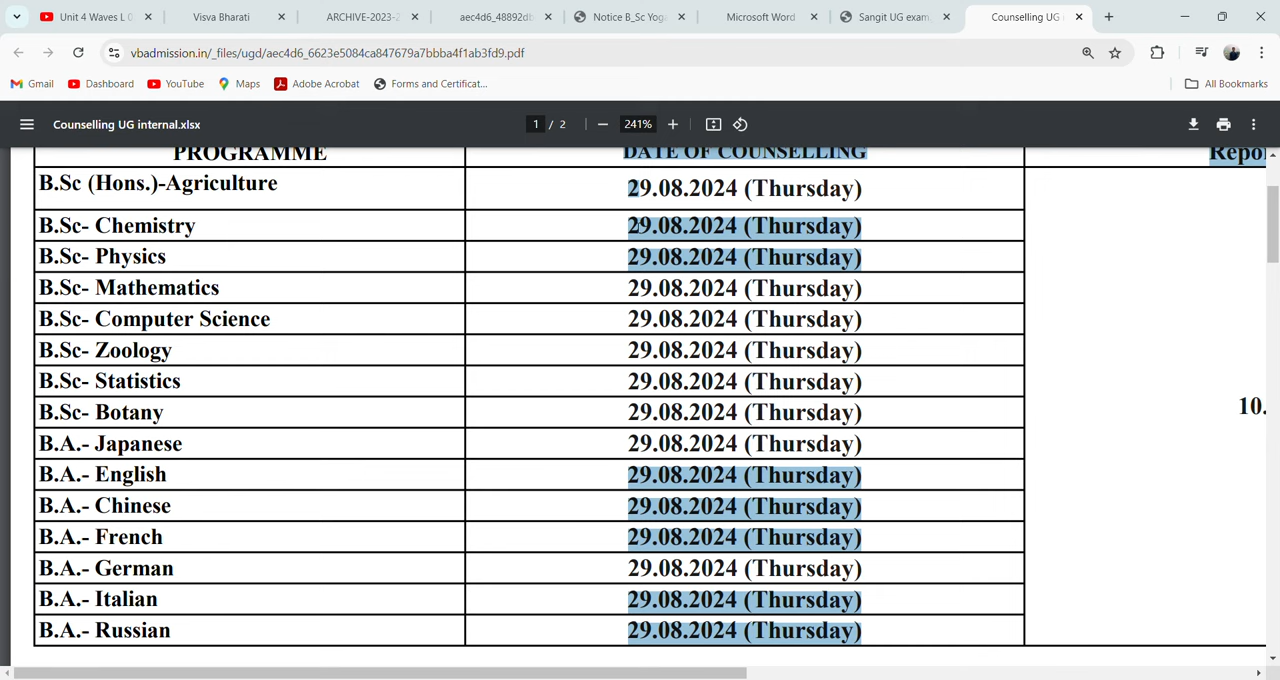 Unit 4 Waves L 0
Visva Bharati
ARCHIVE-2023-2
aec4d6_48892d
Notice B_Sc Yog
Microsoft Word
Sangit UG exam
Counselling UG
vbadmission.in/_files/ugd/aec4d6_6623e5084ca847679a7bbba4f1ab3fd9.pdf
Gmail
Dashboard
YouTube
Maps
Adobe Acrobat
Forms and Certificat...
All Bookmarks
Counselling UG internal.xlsx
1 / 2
241%
PROGRAMME DATE OF COUNSELLING Repo
B.Sc (Hons.)-Agriculture 29.08.2024 (Thursday)
B.Sc- Chemistry 29.08.2024 (Thursday)
B.Sc- Physics 29.08.2024 (Thursday)
B.Sc- Mathematics 29.08.2024 (Thursday)
B.Sc- Computer Science 29.08.2024 (Thursday)
B.Sc- Zoology 29.08.2024 (Thursday)
B.Sc- Statistics 29.08.2024 (Thursday)
B.Sc- Botany 29.08.2024 (Thursday)
10.
B.A.- Japanese 29.08.2024 (Thursday)
B.A.- English 29.08.2024 (Thursday)
B.A.- Chinese 29.08.2024 (Thursday)
B.A.- French 29.08.2024 (Thursday)
B.A.- German 29.08.2024 (Thursday)
B.A.- Italian 29.08.2024 (Thursday)
B.A.- Russian 29.08.2024 (Thursday)